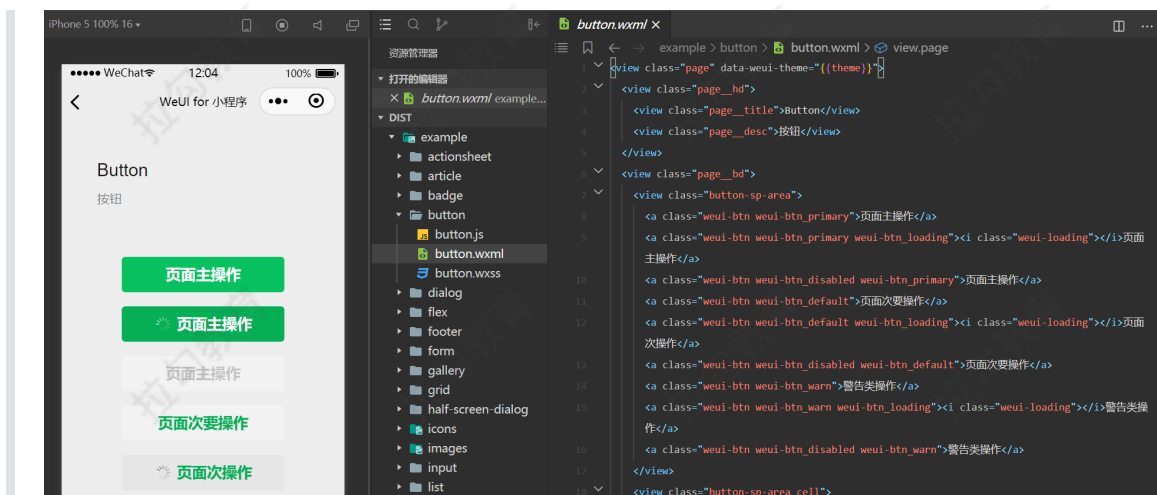 iPhone 5 100% 16
WeChat 12:04 100%
WeUI for 小程序
Button
按钮
页面主操作
页面主操作
页面主操作
页面次要操作
页面次操作
资源管理器
打开的编辑器
button.wxml example...
DIST
example
actionsheet
article
badge
button
button.js
button.wxml
button.wxss
dialog
flex
footer
form
gallery
grid
half-screen-dialog
icons
images
input
list
button.wxml
example > button > button.wxml > view.page
1 <view class="page" data-weui-theme="{{theme}}">
2 <view class="page__hd">
3 <view class="page__title">Button</view>
4 <view class="page__desc">按钮</view>
5 </view>
6 <view class="page__bd">
7 <view class="button-sp-area">
8 <a class="weui-btn weui-btn_primary">页面主操作</a>
9 <a class="weui-btn weui-btn_primary weui-btn_loading"><i class="weui-loading"></i>页面
主操作</a>
10 <a class="weui-btn weui-btn_disabled weui-btn_primary">页面主操作</a>
11 <a class="weui-btn weui-btn_default">页面次要操作</a>
12 <a class="weui-btn weui-btn_default weui-btn_loading"><i class="weui-loading"></i>页面
次操作</a>
13 <a class="weui-btn weui-btn_disabled weui-btn_default">页面次要操作</a>
14 <a class="weui-btn weui-btn_warn">警告类操作</a>
15 <a class="weui-btn weui-btn_warn weui-btn_loading"><i class="weui-loading"></i>警告类操
作</a>
16 <a class="weui-btn weui-btn_disabled weui-btn_warn">警告类操作</a>
17 </view>
18 <view class="button-sp-area cell">
拉勾教育